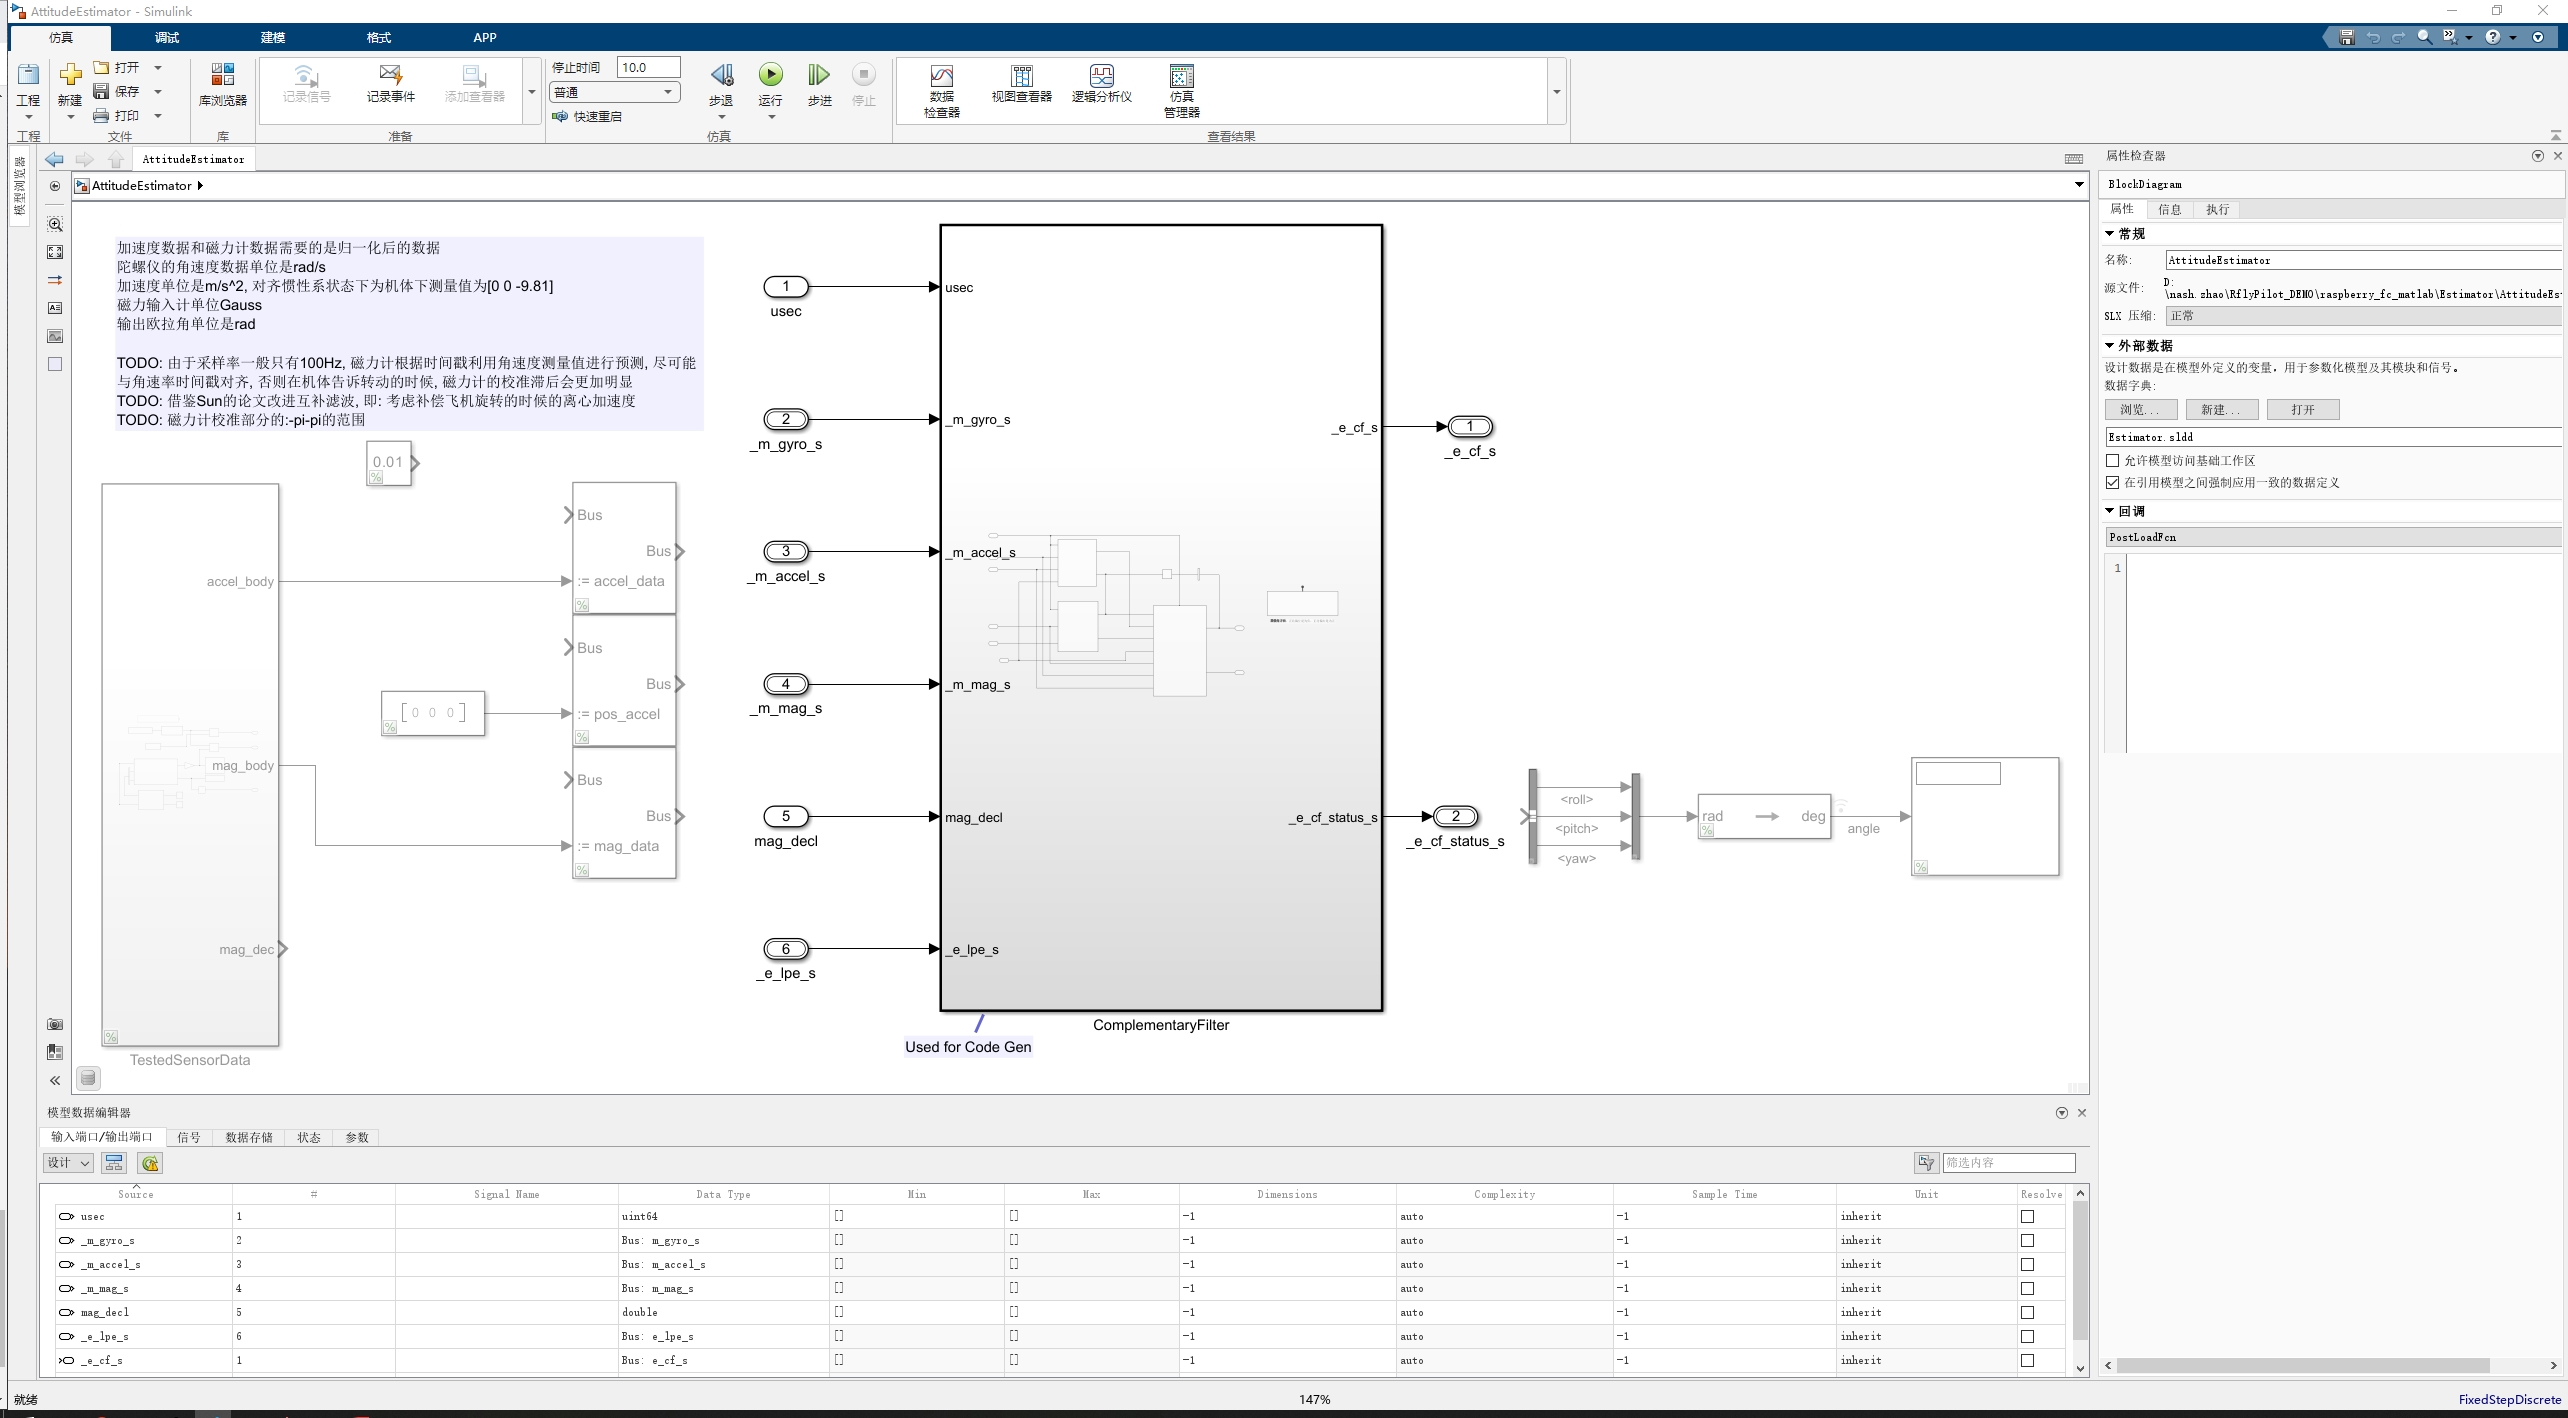 AttitudeEstimator - Simulink
仿真
调试
建模
格式
APP
工程
新建
打开
保存
打印
库浏览器
记录信号
记录事件
添加查看器
停止时间
10.0
普通
快速重启
步退
运行
步进
停止
数据
检查器
视图查看器
逻辑分析仪
仿真
管理器
工程
文件
库
准备
仿真
查看结果
模型浏览器
AttitudeEstimator
AttitudeEstimator
加速度数据和磁力计数据需要的是归一化后的数据
陀螺仪的角速度数据单位是rad/s
加速度单位是m/s^2, 对齐惯性系状态下为机体下测量值为[0 0 -9.81]
磁力输入计单位Gauss
输出欧拉角单位是rad
TODO: 由于采样率一般只有100Hz, 磁力计根据时间戳利用角速度测量值进行预测, 尽可能
与角速率时间戳对齐, 否则在机体告诉转动的时候, 磁力计的校准滞后会更加明显
TODO: 借鉴Sun的论文改进互补滤波, 即: 考虑补偿飞机旋转的时候的离心加速度
TODO: 磁力计校准部分的:-pi-pi的范围
0.01
accel_body
mag_body
mag_dec
TestedSensorData
[0 0 0]
Bus
Bus
:= accel_data
Bus
Bus
:= pos_accel
Bus
Bus
:= mag_data
1
usec
2
_m_gyro_s
3
_m_accel_s
4
_m_mag_s
5
mag_decl
6
_e_lpe_s
usec
_m_gyro_s
_m_accel_s
_m_mag_s
mag_decl
_e_lpe_s
_e_cf_s
_e_cf_status_s
ComplementaryFilter
Used for Code Gen
1
_e_cf_s
2
_e_cf_status_s
<roll>
<pitch>
<yaw>
rad
deg
angle
属性检查器
BlockDiagram
属性
信息
执行
常规
名称:
AttitudeEstimator
源文件:
D:
\nash.shao\RflyPilot_DEMO\raspberry_fc_matlab\Estimator\AttitudeEst
SLX 压缩:
正常
外部数据
设计数据是在模型外定义的变量，用于参数化模型及其模块和信号。
数据字典:
浏览...
新建...
打开
Estimator.sldd
允许模型访问基础工作区
在引用模型之间强制应用一致的数据定义
回调
PostLoadFcn
1
模型数据编辑器
输入端口/输出端口
信号
数据存储
状态
参数
设计
筛选内容
Source # Signal Name Data Type Min Max Dimensions Complexity Sample Time Unit Resolve
usec 1 uint64 [] [] -1 auto -1 inherit
_m_gyro_s 2 Bus: m_gyro_s [] [] -1 auto -1 inherit
_m_accel_s 3 Bus: m_accel_s [] [] -1 auto -1 inherit
_m_mag_s 4 Bus: m_mag_s [] [] -1 auto -1 inherit
mag_decl 5 double [] [] -1 auto -1 inherit
_e_lpe_s 6 Bus: e_lpe_s [] [] -1 auto -1 inherit
_e_cf_s 1 Bus: e_cf_s [] [] -1 auto -1 inherit
就绪
147%
FixedStepDiscrete